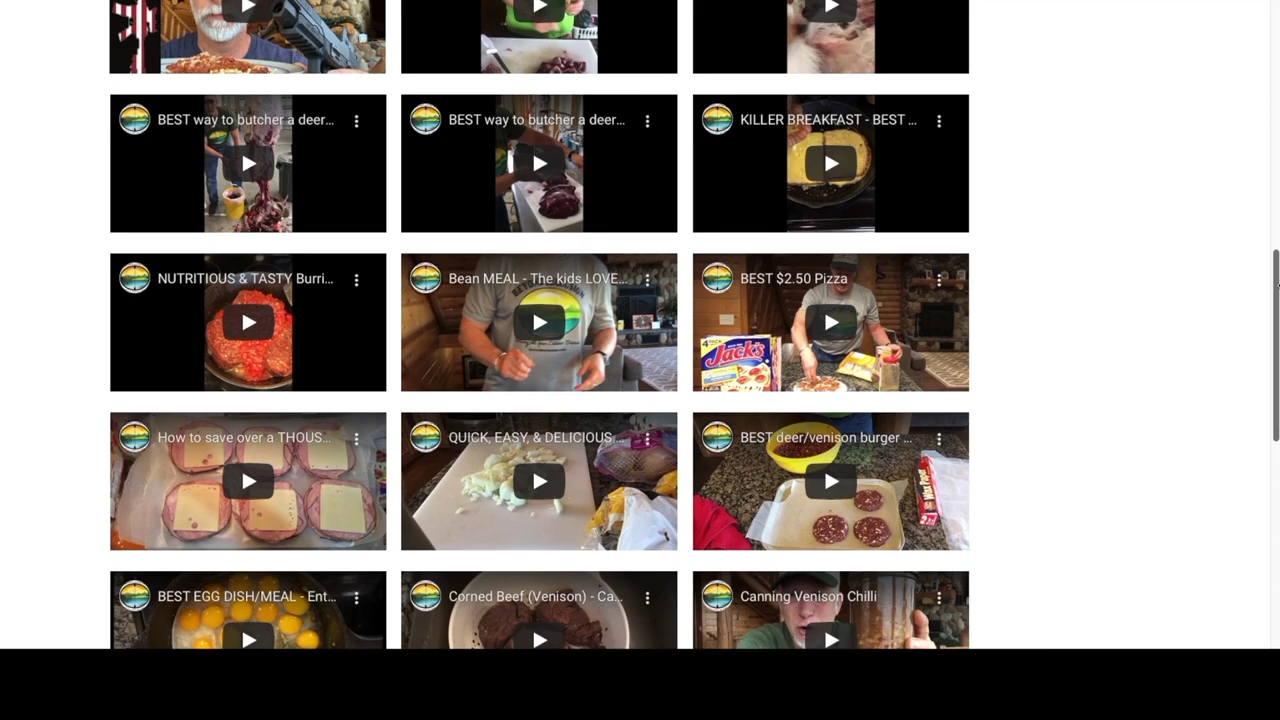 BEST way to butcher a deer...
BEST way to butcher a deer...
KILLER BREAKFAST - BEST ...
NUTRITIOUS & TASTY Burri...
Bean MEAL - The kids LOVE...
BEST $2.50 Pizza
4 PACK
Jack's
How to save over a THOUS...
QUICK, EASY, & DELICIOUS ...
BEST deer/venison burger ...
BEST EGG DISH/MEAL - Ent...
Corned Beef (Venison) - Ca...
Canning Venison Chilli